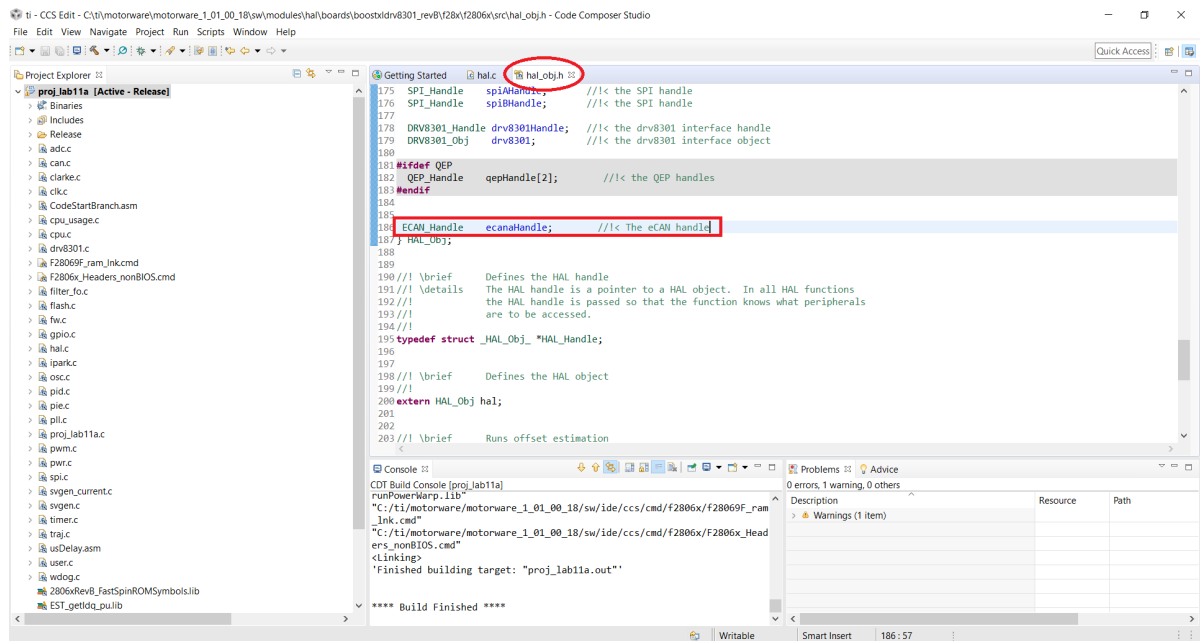 ti - CCS Edit - C:\ti\motorware\motorware_1_01_00_18\sw\modules\hal\boards\boostxldrv8301_revB\f28x\f2806x\src\hal_obj.h - Code Composer Studio
File Edit View Navigate Project Run Scripts Window Help
Quick Access
Project Explorer
proj_lab11a [Active - Release]
Binaries
Includes
Release
adc.c
can.c
clarke.c
clk.c
CodeStartBranch.asm
cpu_usage.c
cpu.c
drv8301.c
F28069F_ram_lnk.cmd
F2806x_Headers_nonBIOS.cmd
filter_fo.c
flash.c
fw.c
gpio.c
hal.c
ipark.c
osc.c
pid.c
pie.c
pll.c
proj_lab11a.c
pwm.c
pwr.c
spi.c
svgen_current.c
svgen.c
timer.c
traj.c
usDelay.asm
user.c
wdog.c
2806xRevB_FastSpinROMSymbols.lib
EST_getIdq_pu.lib
Getting Started hal.c hal_obj.h
175 SPI_Handle spiAHandle; //!< the SPI handle
176 SPI_Handle spiBHandle; //!< the SPI handle
177
178 DRV8301_Handle drv8301Handle; //!< the drv8301 interface handle
179 DRV8301_Obj drv8301; //!< the drv8301 interface object
180
181 #ifdef QEP
182 QEP_Handle qepHandle[2]; //!< the QEP handles
183 #endif
184
185
186 ECAN_Handle ecanaHandle; //!< The eCAN handle
187 } HAL_Obj;
188
189
190 //! \brief Defines the HAL handle
191 //! \details The HAL handle is a pointer to a HAL object. In all HAL functions
192 //! the HAL handle is passed so that the function knows what peripherals
193 //! are to be accessed.
194 //!
195 typedef struct _HAL_Obj_ *HAL_Handle;
196
197
198 //! \brief Defines the HAL object
199 //!
200 extern HAL_Obj hal;
201
202
203 //! \brief Runs offset estimation
Console
CDT Build Console [proj_lab11a]
runPowerWarp.lib"
"C:/ti/motorware/motorware_1_01_00_18/sw/ide/ccs/cmd/f2806x/f28069F_ram
_lnk.cmd"
"C:/ti/motorware/motorware_1_01_00_18/sw/ide/ccs/cmd/f2806x/F2806x_Head
ers_nonBIOS.cmd"
<Linking>
'Finished building target: "proj_lab11a.out"'
**** Build Finished ****
Problems Advice
0 errors, 1 warning, 0 others
Description Resource Path
Warnings (1 item)
Writable Smart Insert 186 : 57